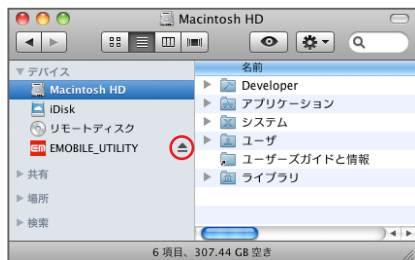 Macintosh HD
デバイス
Macintosh HD
iDisk
リモートディスク
EMOBILE_UTILITY
共有
場所
検索
名前
Developer
アプリケーション
システム
ユーザ
ユーザーズガイドと情報
ライブラリ
6 項目、307.44 GB 空き